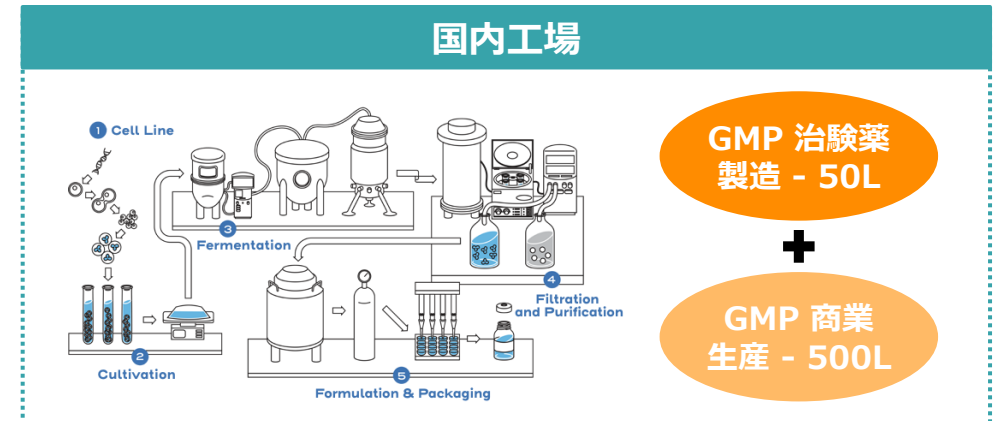 国内工場
1 Cell Line
2
Cultivation
3
Fermentation
4
Filtration
and Purification
5
Formulation & Packaging
GMP 治験薬
製造 - 50L
+
GMP 商業
生産 - 500L